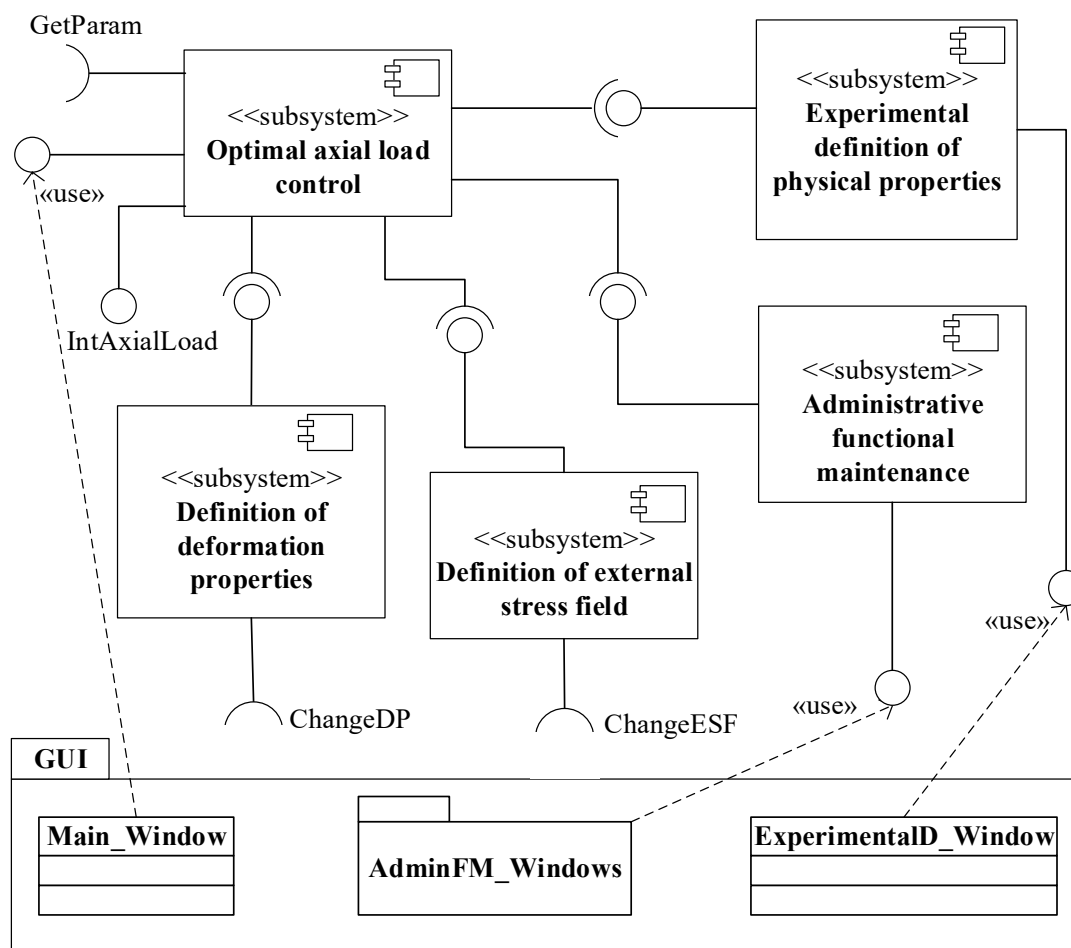 GetParam
<<subsystem>>
Optimal axial load
control
<<subsystem>>
Experimental
definition of
physical properties
«use»
IntAxialLoad
<<subsystem>>
Administrative
functional
maintenance
<<subsystem>>
Definition of
deformation
properties
<<subsystem>>
Definition of external
stress field
«use»
«use»
ChangeDP
ChangeESF
GUI
Main_Window
AdminFM_Windows
ExperimentalD_Window